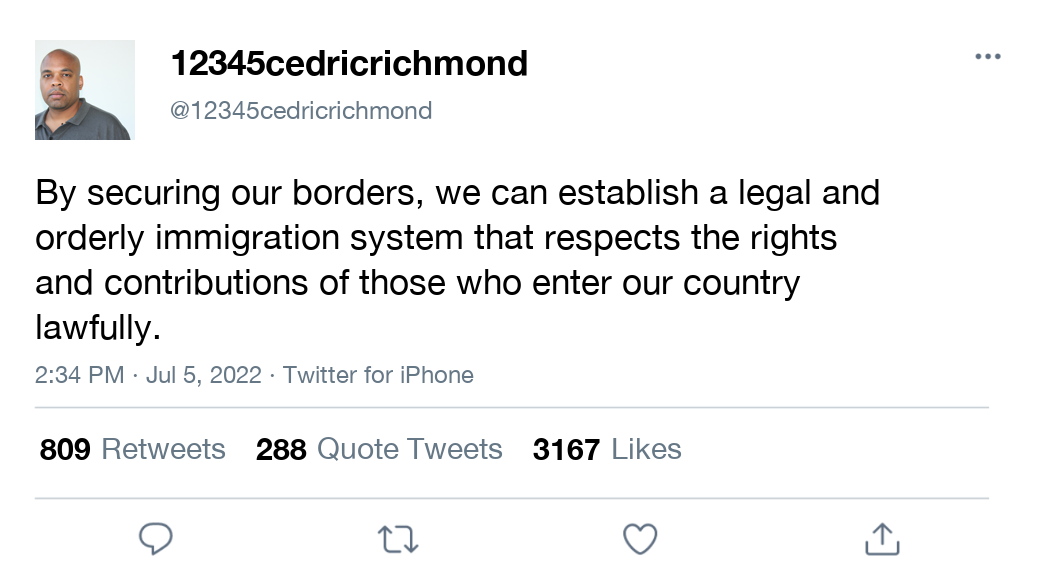 12345cedricrichmond
@12345cedricrichmond
By securing our borders, we can establish a legal and
orderly immigration system that respects the rights
and contributions of those who enter our country
lawfully.
2:34 PM · Jul 5, 2022 · Twitter for iPhone
809 Retweets 288 Quote Tweets 3167 Likes